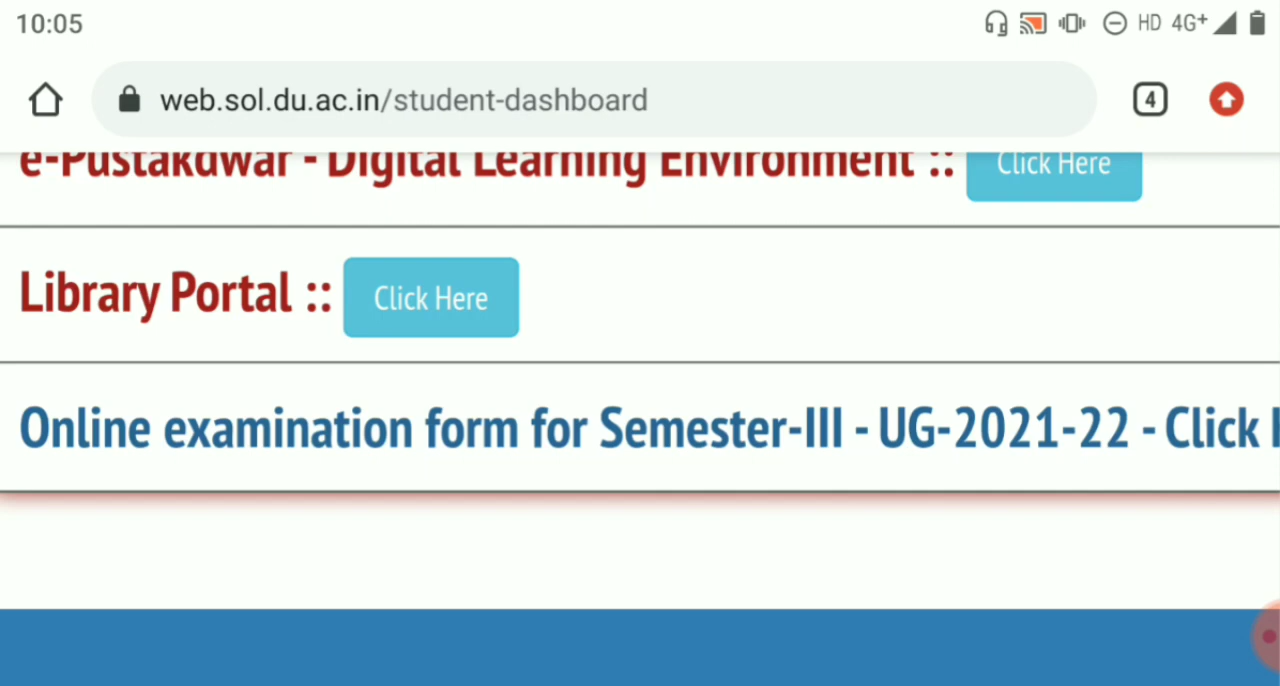 10:05 HD 4G+
web.sol.du.ac.in/student-dashboard 4
e-Pustakdwar - Digital Learning Environment :: Click Here
Library Portal :: Click Here
Online examination form for Semester-III - UG-2021-22 - Click